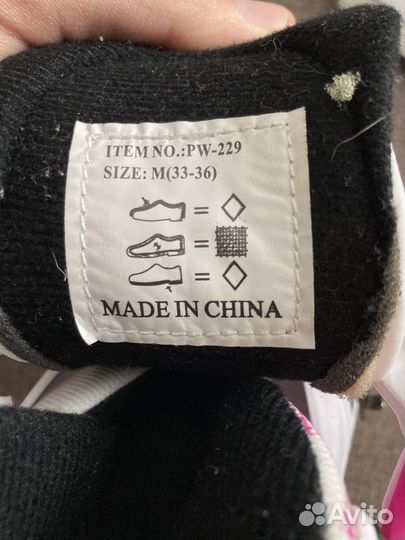 ITEM NO.:PW-229
SIZE: M(33-36)
=
=
=
MADE IN CHINA
Avito